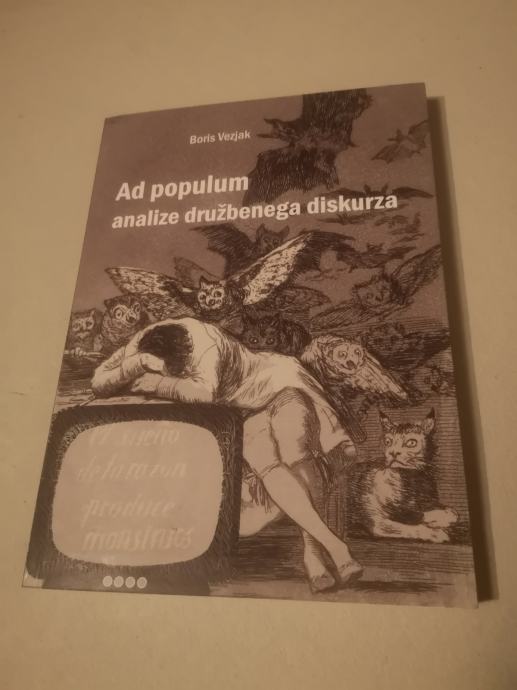 Boris Vezjak
Ad populum
analize družbenega diskurza
El sueño
de la razon
produce
monstruos